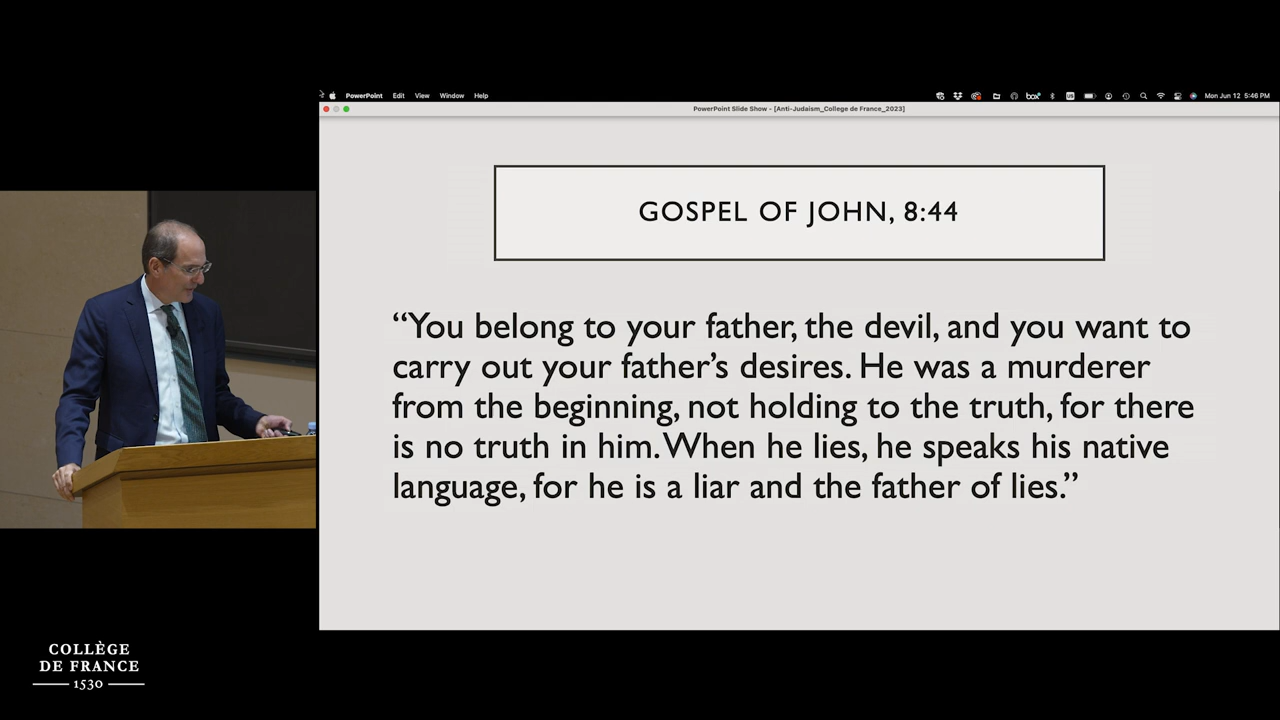 PowerPoint Edit View Window Help
box
US
Mon Jun 12 5:46 PM
PowerPoint Slide Show - [Anti-Judaism_College de France_2023]
GOSPEL OF JOHN, 8:44
“You belong to your father, the devil, and you want to
carry out your father’s desires. He was a murderer
from the beginning, not holding to the truth, for there
is no truth in him. When he lies, he speaks his native
language, for he is a liar and the father of lies.”
COLLÈGE
DE FRANCE
1530